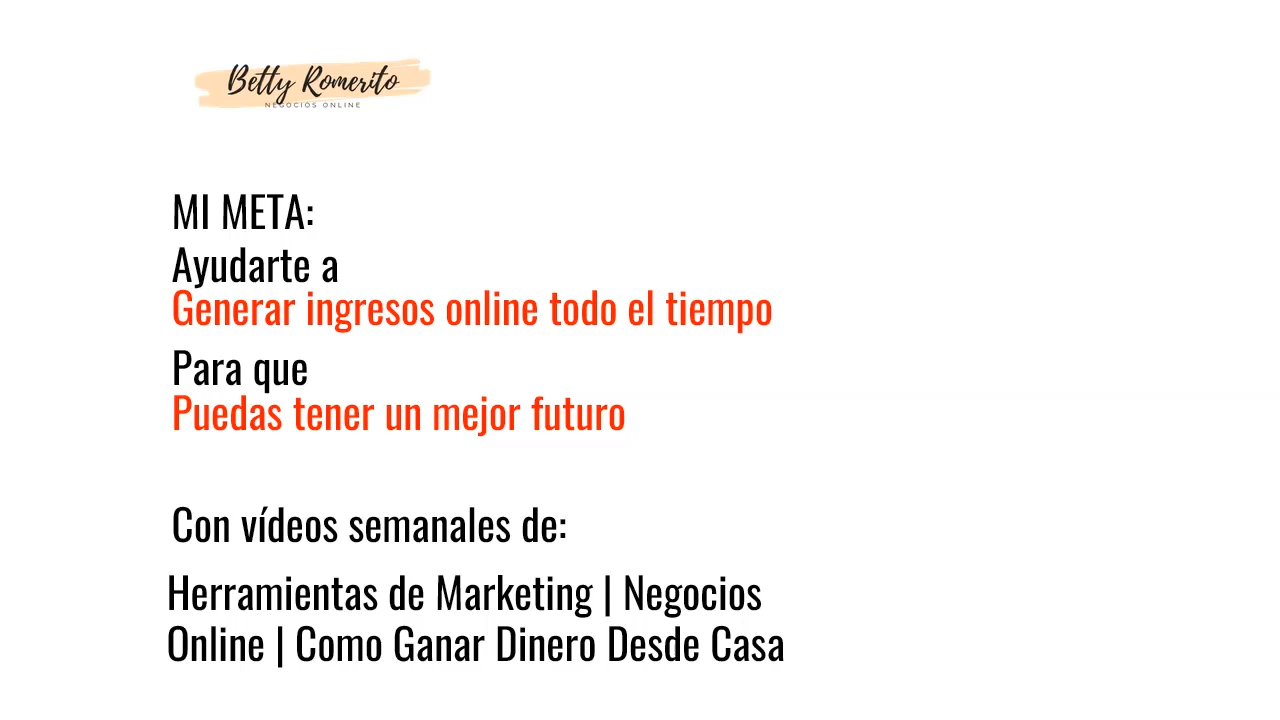 Betty Romerito
NEGOCIOS ONLINE
MI META:
Ayudarte a
Generar ingresos online todo el tiempo
Para que
Puedas tener un mejor futuro
Con vídeos semanales de:
Herramientas de Marketing | Negocios
Online | Como Ganar Dinero Desde Casa